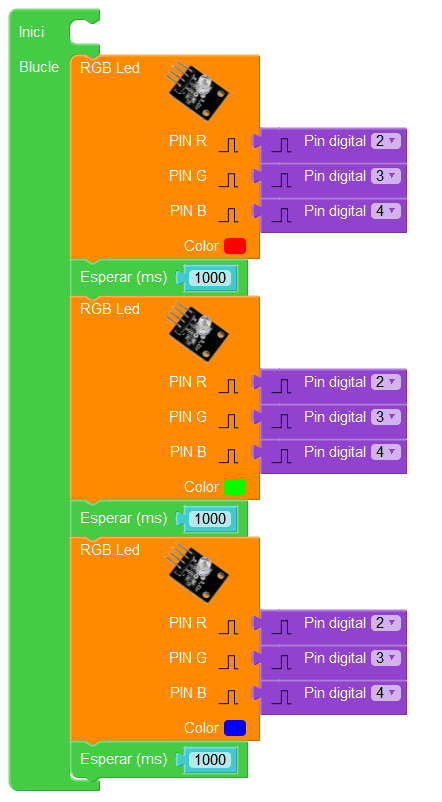 Inici
Blucle
RGB Led
PIN R Pin digital 2
PIN G Pin digital 3
PIN B Pin digital 4
Color
Esperar (ms) 1000
RGB Led
PIN R Pin digital 2
PIN G Pin digital 3
PIN B Pin digital 4
Color
Esperar (ms) 1000
RGB Led
PIN R Pin digital 2
PIN G Pin digital 3
PIN B Pin digital 4
Color
Esperar (ms) 1000